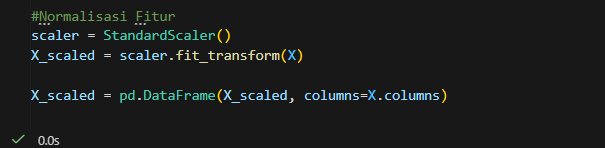 #Normalisasi Fitur
scaler = StandardScaler()
X_scaled = scaler.fit_transform(X)
X_scaled = pd.DataFrame(X_scaled, columns=X.columns)
0.0s